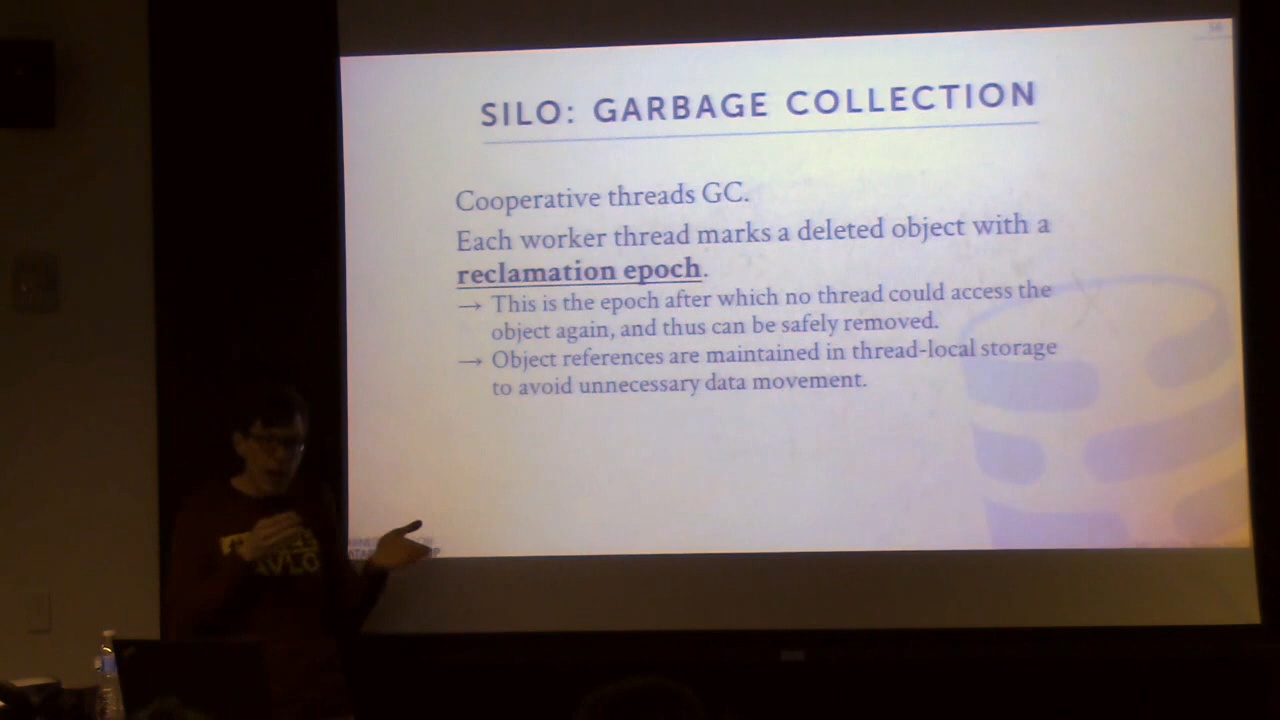 SILO: GARBAGE COLLECTION
Cooperative threads GC.
Each worker thread marks a deleted object with a
reclamation epoch.
→ This is the epoch after which no thread could access the
object again, and thus can be safely removed.
→ Object references are maintained in thread-local storage
to avoid unnecessary data movement.